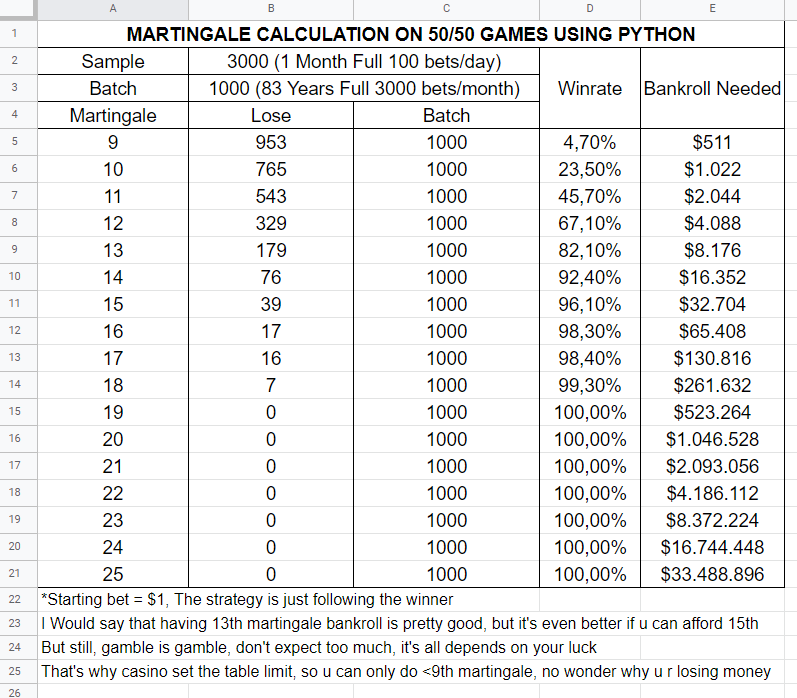 A B C D E
1 MARTINGALE CALCULATION ON 50/50 GAMES USING PYTHON
2 Sample 3000 (1 Month Full 100 bets/day)
3 Batch 1000 (83 Years Full 3000 bets/month) Winrate Bankroll Needed
4 Martingale Lose Batch
5 9 953 1000 4,70% $511
6 10 765 1000 23,50% $1.022
7 11 543 1000 45,70% $2.044
8 12 329 1000 67,10% $4.088
9 13 179 1000 82,10% $8.176
10 14 76 1000 92,40% $16.352
11 15 39 1000 96,10% $32.704
12 16 17 1000 98,30% $65.408
13 17 16 1000 98,40% $130.816
14 18 7 1000 99,30% $261.632
15 19 0 1000 100,00% $523.264
16 20 0 1000 100,00% $1.046.528
17 21 0 1000 100,00% $2.093.056
18 22 0 1000 100,00% $4.186.112
19 23 0 1000 100,00% $8.372.224
20 24 0 1000 100,00% $16.744.448
21 25 0 1000 100,00% $33.488.896
22 *Starting bet = $1, The strategy is just following the winner
23 I Would say that having 13th martingale bankroll is pretty good, but it's even better if u can afford 15th
24 But still, gamble is gamble, don't expect too much, it's all depends on your luck
25 That's why casino set the table limit, so u can only do <9th martingale, no wonder why u r losing money
26